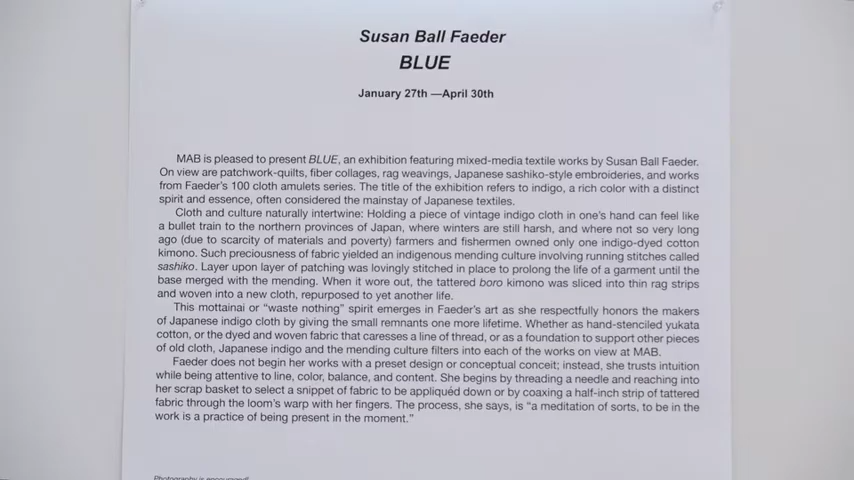 Susan Ball Faeder
BLUE
January 27th —April 30th
MAB is pleased to present BLUE, an exhibition featuring mixed-media textile works by Susan Ball Faeder.
On view are patchwork-quilts, fiber collages, rag weavings, Japanese sashiko-style embroideries, and works
from Faeder's 100 cloth amulets series. The title of the exhibition refers to indigo, a rich color with a distinct
spirit and essence, often considered the mainstay of Japanese textiles.
Cloth and culture naturally intertwine: Holding a piece of vintage indigo cloth in one's hand can feel like
a bullet train to the northern provinces of Japan, where winters are still harsh, and where not so very long
ago (due to scarcity of materials and poverty) farmers and fishermen owned only one indigo-dyed cotton
kimono. Such preciousness of fabric yielded an indigenous mending culture involving running stitches called
sashiko. Layer upon layer of patching was lovingly stitched in place to prolong the life of a garment until the
base merged with the mending. When it wore out, the tattered boro kimono was sliced into thin rag strips
and woven into a new cloth, repurposed to yet another life.
This mottainai or “waste nothing” spirit emerges in Faeder's art as she respectfully honors the makers
of Japanese indigo cloth by giving the small remnants one more lifetime. Whether as hand-stenciled yukata
cotton, or the dyed and woven fabric that caresses a line of thread, or as a foundation to support other pieces
of old cloth, Japanese indigo and the mending culture filters into each of the works on view at MAB.
Faeder does not begin her works with a preset design or conceptual conceit; instead, she trusts intuition
while being attentive to line, color, balance, and content. She begins by threading a needle and reaching into
her scrap basket to select a snippet of fabric to be appliquéd down or by coaxing a half-inch strip of tattered
fabric through the loom's warp with her fingers. The process, she says, is “a meditation of sorts, to be in the
work is a practice of being present in the moment.”
Photography is encouraged!